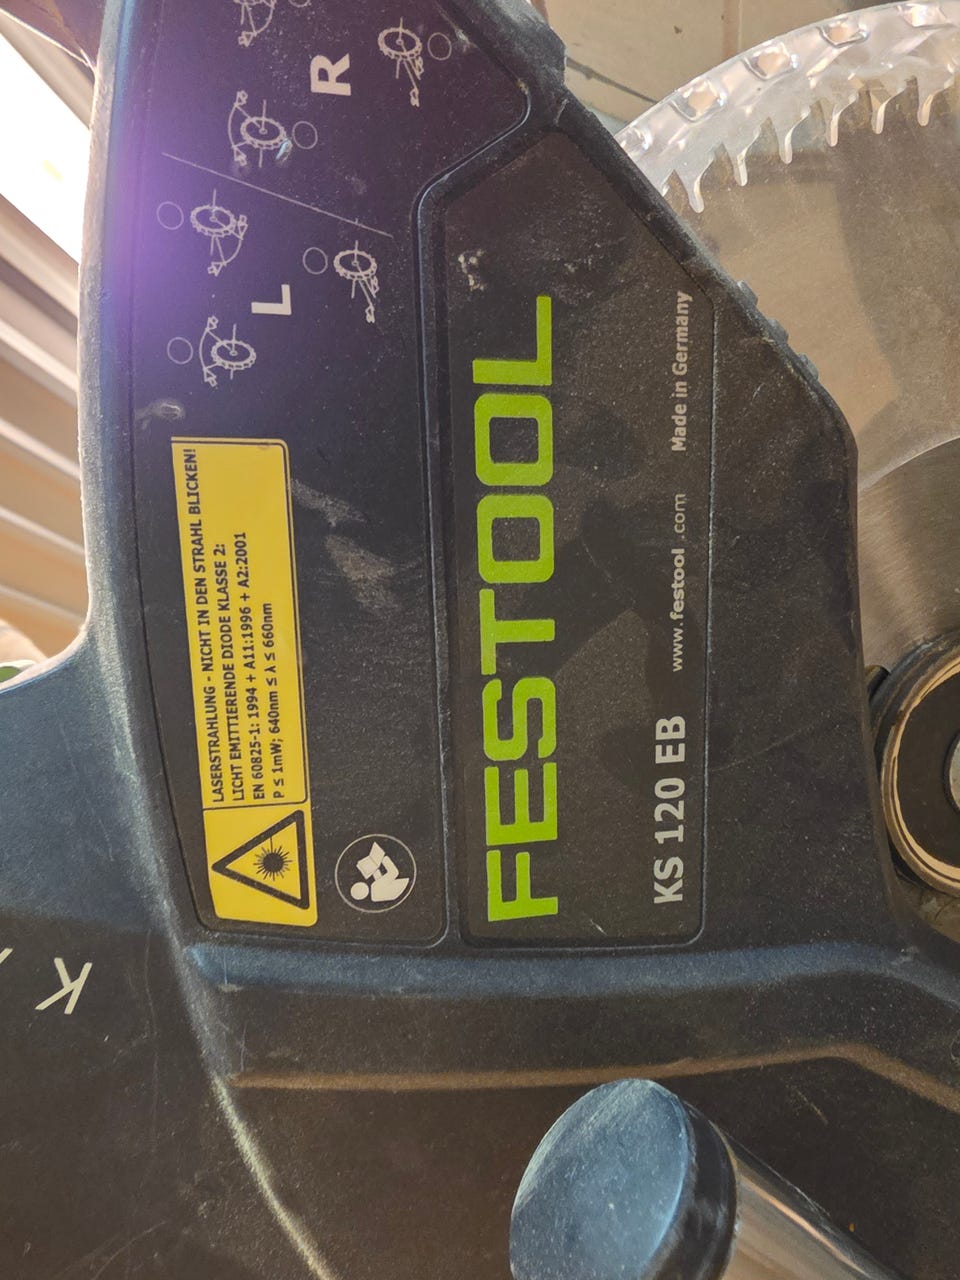 R
L
LASERSTRAHLUNG - NICHT IN DEN STRAHL BLICKEN!
LICHT EMITTIERENDE DIODE KLASSE 2:
EN 60825-1: 1994 + A11:1996 + A2:2001
P ≤ 1mW; 640nm ≤ λ ≤ 660nm
FESTOOL
KS 120 EB
www.festool.com
Made in Germany
K